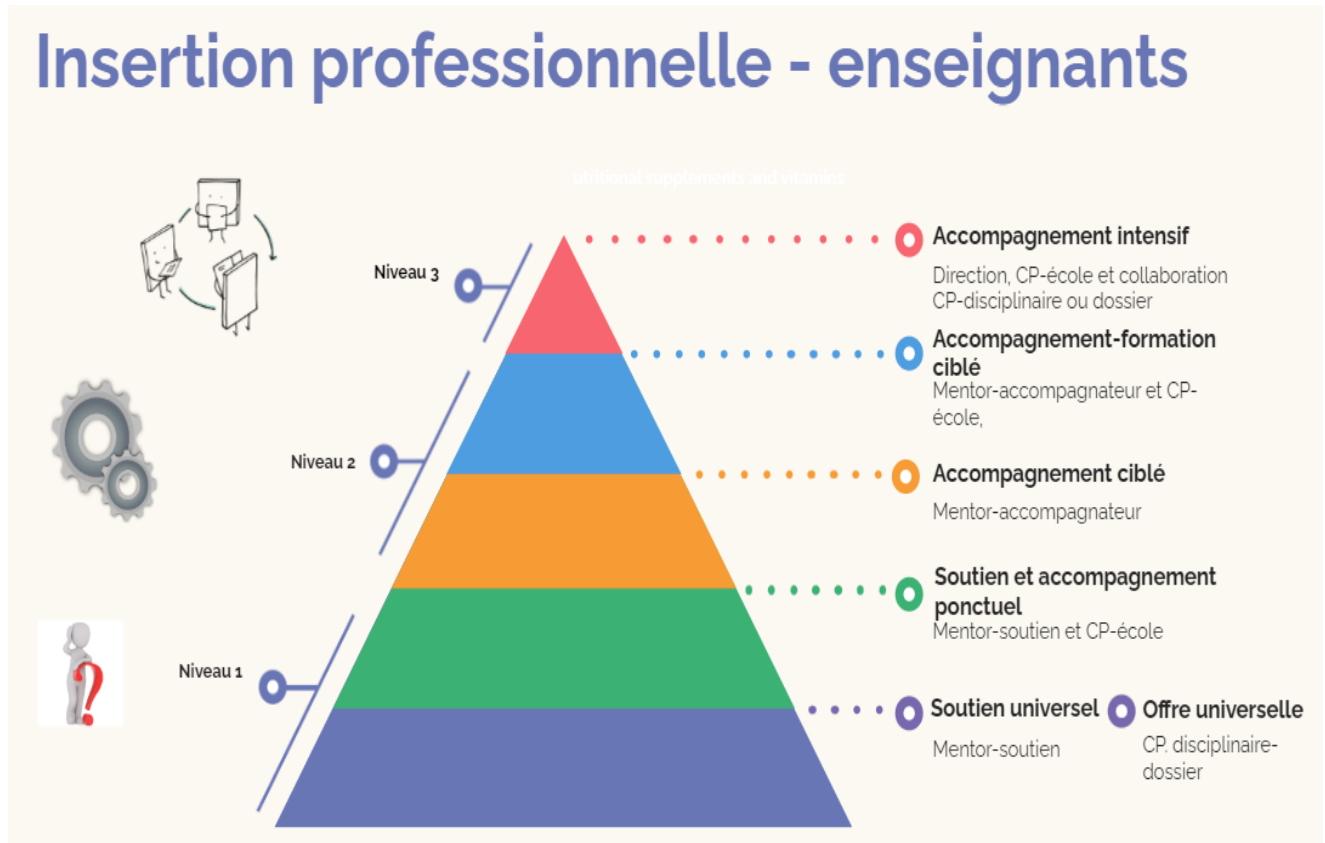 Insertion professionnelle - enseignants
utritional supplements and vitamins
Niveau 3
Accompagnement intensif
Direction, CP-école et collaboration
CP-disciplinaire ou dossier
Accompagnement-formation
ciblé
Mentor-accompagnateur et CP-
école,
Niveau 2
Accompagnement ciblé
Mentor-accompagnateur
Soutien et accompagnement
ponctuel
Mentor-soutien et CP-école
Niveau 1
Soutien universel
Mentor-soutien
Offre universelle
CP. disciplinaire-
dossier